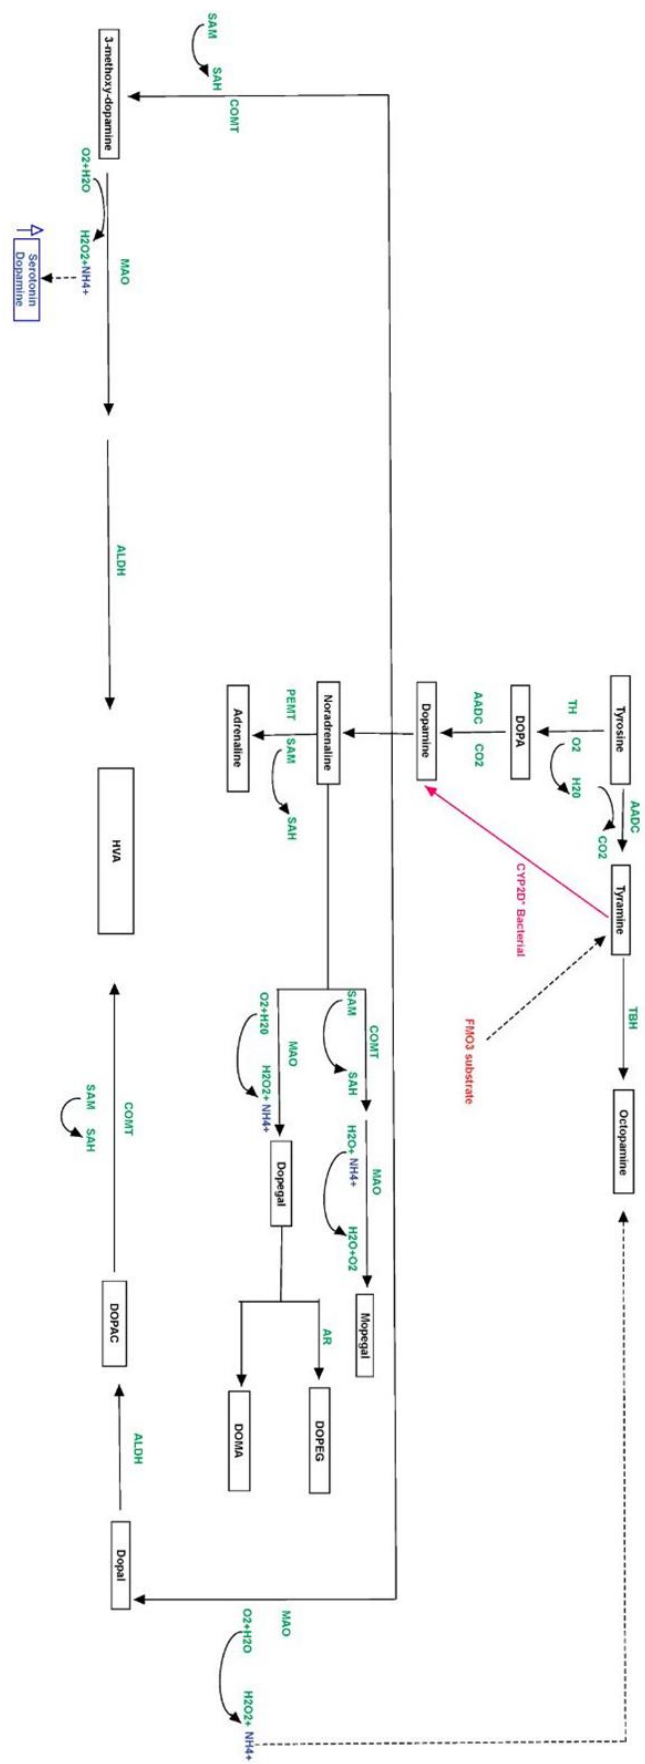 Tyrosine
AADC
CO2
Tyramine
TBH
Octopamine
TH
O2
H20
FMO3 substrate
CYP2D* Bacterial
DOPA
AADC
CO2
Dopamine
Noradrenaline
PEMT
SAM
SAH
Adrenaline
SAM
COMT
SAH
MAO
H2O+ NH4+
H2O+O2
Mopegal
MAO
O2+H20
H2O2+ NH4+
Dopegal
AR
DOPEG
DOMA
SAM
SAH
COMT
3-methoxy-dopamine
MAO
O2+H2O
H2O2+NH4+
Serotonin
Dopamine
ALDH
HVA
COMT
SAM
SAH
DOPAC
ALDH
Dopal
MAO
O2+H2O
H2O2+ NH4+